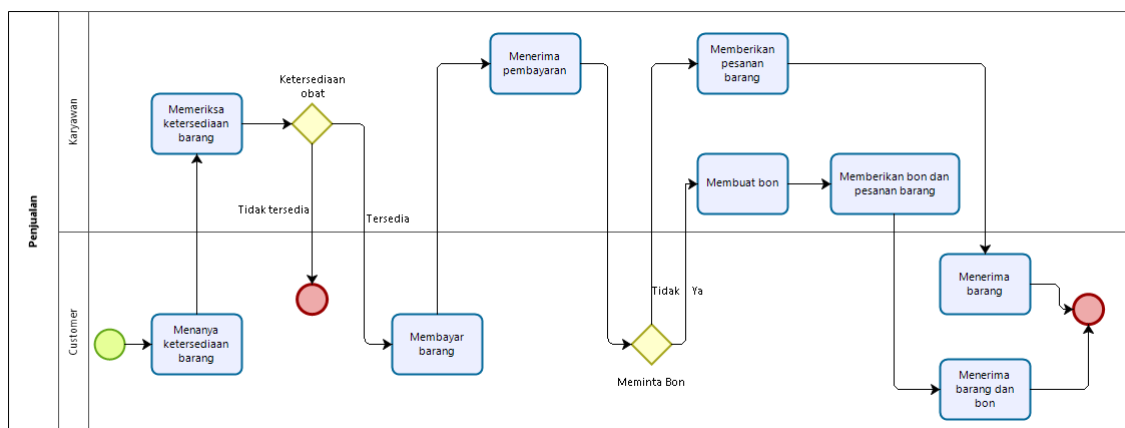 Penjualan
Karyawan
Customer
Menanya
ketersediaan
barang
Memeriksa
ketersediaan
barang
Ketersediaan
obat
Tidak tersedia
Tersedia
Membayar
barang
Menerima
pembayaran
Meminta Bon
Tidak
Ya
Memberikan
pesanan
barang
Membuat bon
Memberikan bon dan
pesanan barang
Menerima
barang
Menerima
barang dan
bon